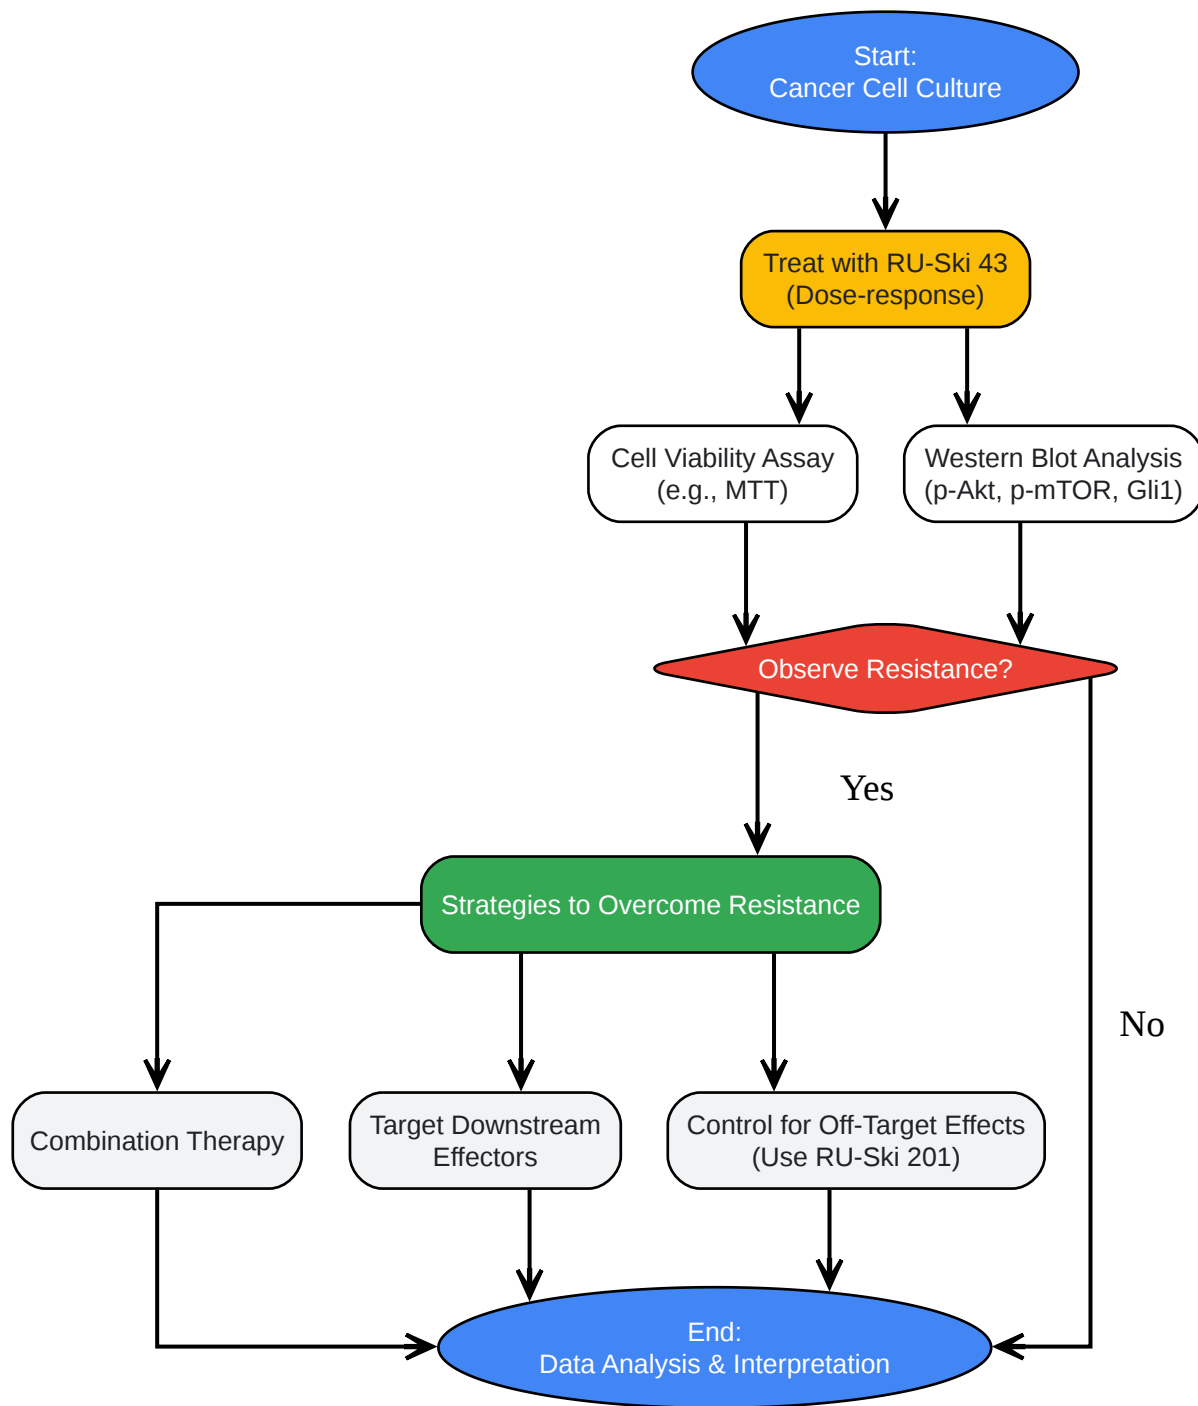 Start:
Cancer Cell Culture
Treat with RU-Ski 43
(Dose-response)
Cell Viability Assay
(e.g., MTT)
Western Blot Analysis
(p-Akt, p-mTOR, Gli1)
Observe Resistance?
Yes
Strategies to Overcome Resistance
No
Combination Therapy
Target Downstream
Effectors
Control for Off-Target Effects
(Use RU-Ski 201)
End:
Data Analysis & Interpretation